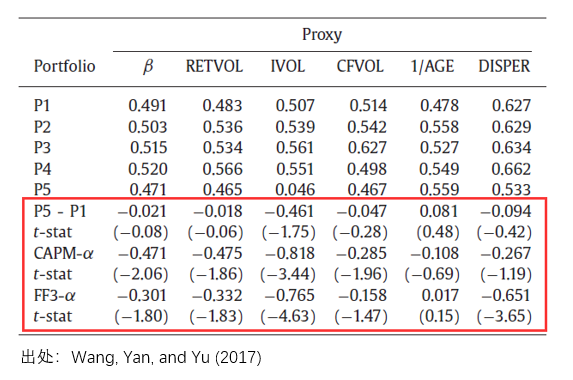 Proxy
Portfolio β RETVOL IVOL CFVOL 1/AGE DISPER
P1 0.491 0.483 0.507 0.514 0.478 0.627
P2 0.503 0.536 0.539 0.542 0.558 0.629
P3 0.515 0.534 0.561 0.627 0.527 0.634
P4 0.520 0.566 0.551 0.498 0.549 0.662
P5 0.471 0.465 0.046 0.467 0.559 0.533
P5 - P1 −0.021 −0.018 −0.461 −0.047 0.081 −0.094
t-stat (−0.08) (−0.06) (−1.75) (−0.28) (0.48) (−0.42)
CAPM-α −0.471 −0.475 −0.818 −0.285 −0.108 −0.267
t-stat (−2.06) (−1.86) (−3.44) (−1.96) (−0.69) (−1.19)
FF3-α −0.301 −0.332 −0.765 −0.158 0.017 −0.651
t-stat (−1.80) (−1.83) (−4.63) (−1.47) (0.15) (−3.65)
出处：Wang, Yan, and Yu (2017)